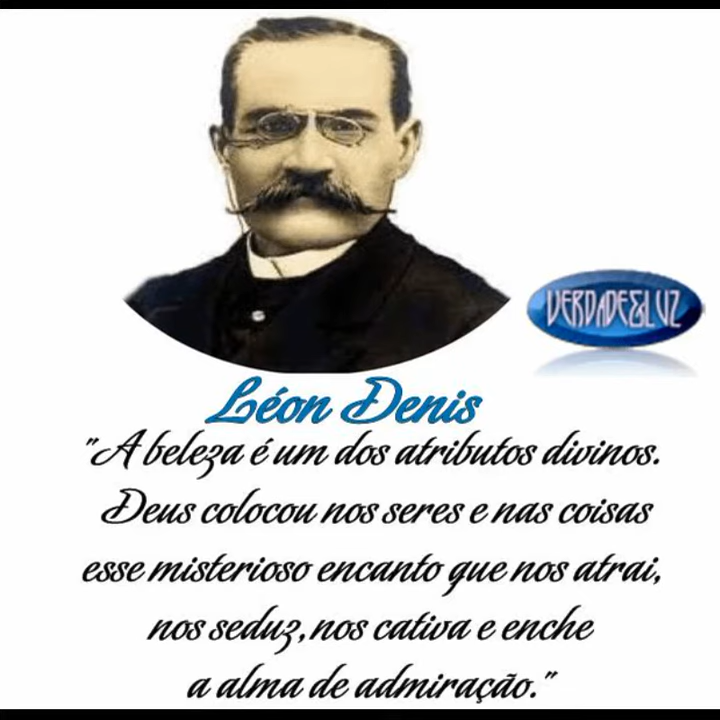 VERDADE&LUZ
Léon Denis
"A beleza é um dos atributos divinos.
Deus colocou nos seres e nas coisas
esse misterioso encanto que nos atrai,
nos seduz, nos cativa e enche
a alma de admiração."